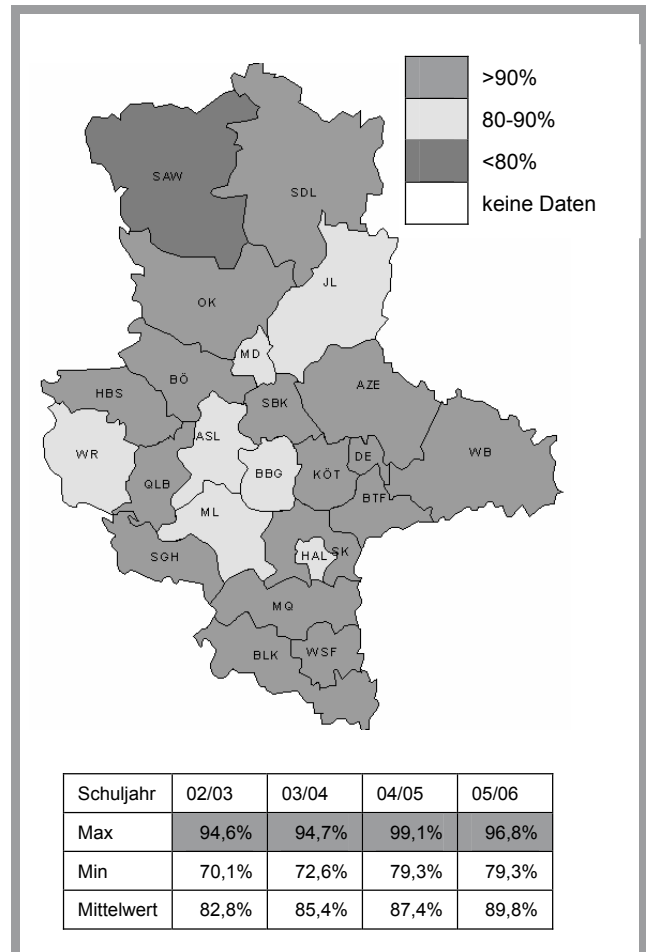 >90%
80-90%
<80%
keine Daten
SAW
SDL
OK
JL
MD
BÖ
HBS
SBK
AZE
WR
ASL
QLB
BBG
KÖT
DE
WB
BTF
ML
SGH
HAL
SK
MQ
BLK
WSF
Schuljahr 02/03 03/04 04/05 05/06
Max 94,6% 94,7% 99,1% 96,8%
Min 70,1% 72,6% 79,3% 79,3%
Mittelwert 82,8% 85,4% 87,4% 89,8%